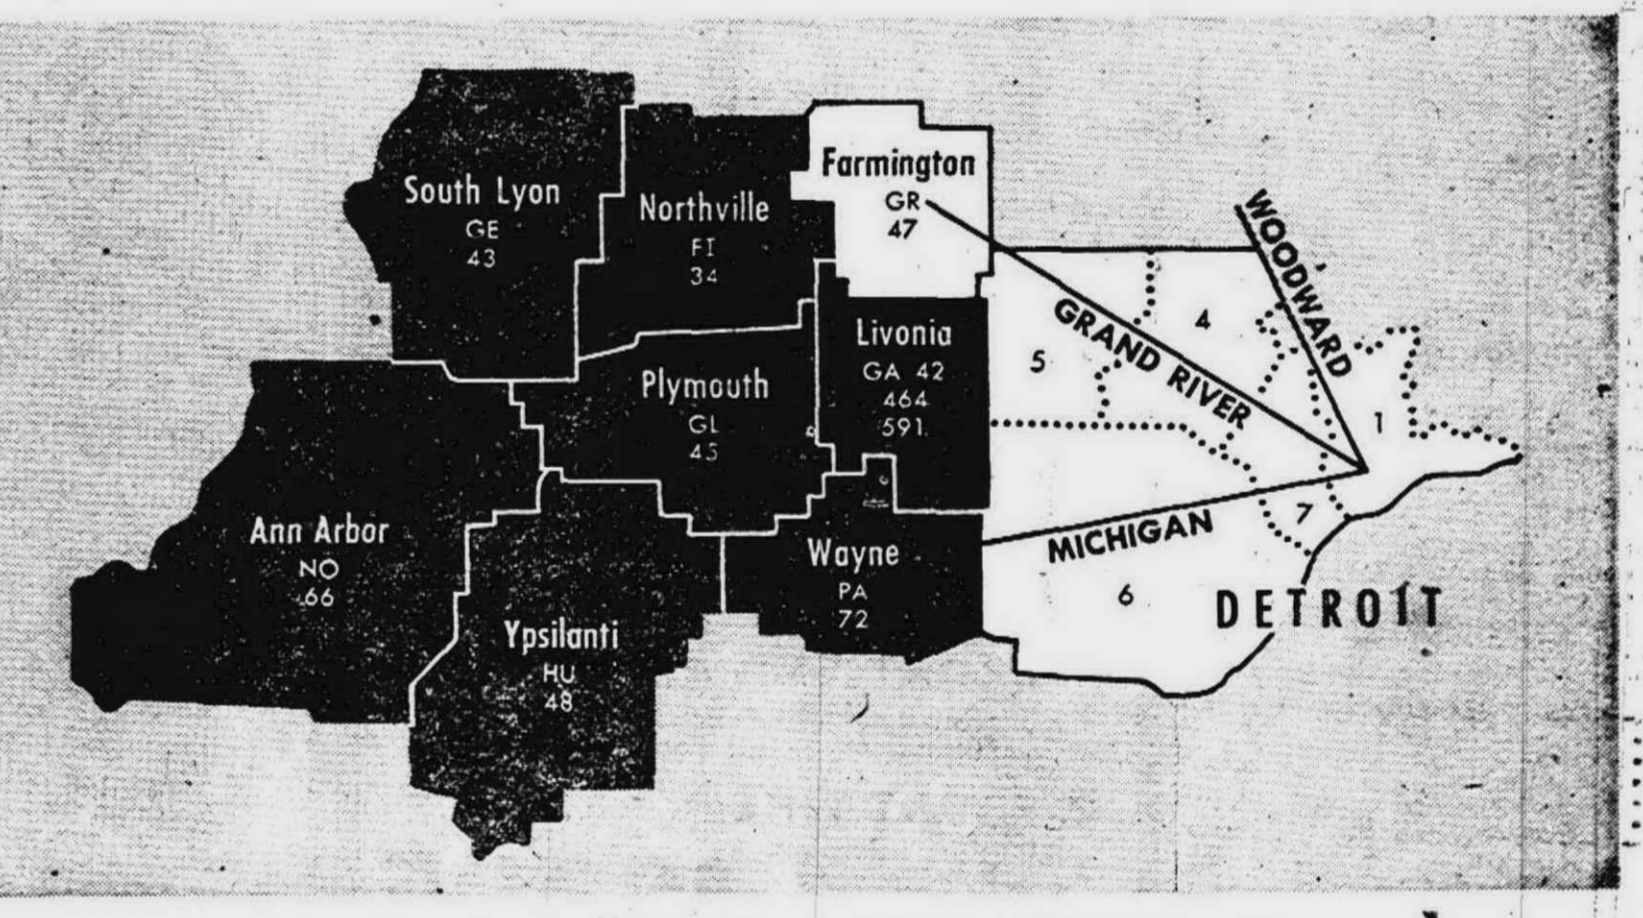 South Lyon
GE
43
Northville
FI
34
Farmington
GR
47
WOODWARD
GRAND RIVER
4
5
1
Livonia
GA 42
464
591
Plymouth
GL
45
Ann Arbor
NO
66
Ypsilanti
HU
48
Wayne
PA
72
MICHIGAN
7
6
DETROIT